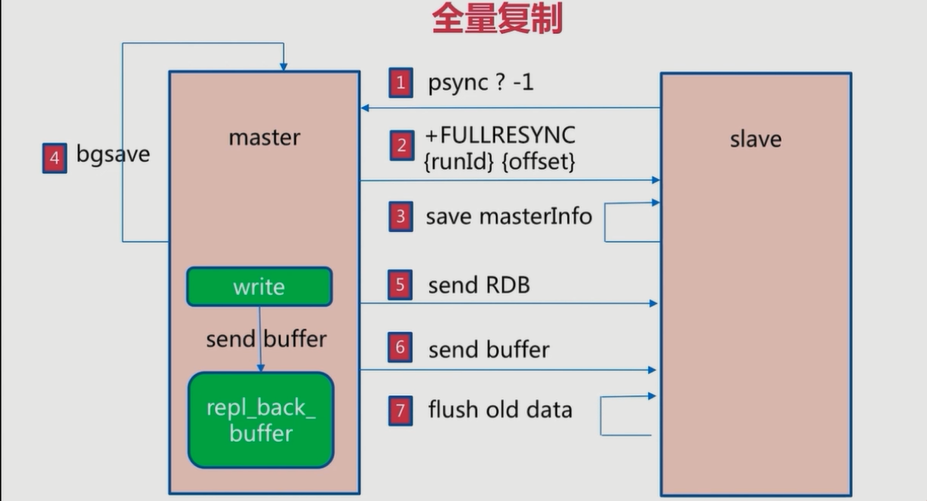 全量复制
1 psync ? -1
master
slave
2 +FULLRESYNC
{runId} {offset}
4 bgsave
3 save masterInfo
write
5 send RDB
send buffer
6 send buffer
repl_back_
buffer
7 flush old data